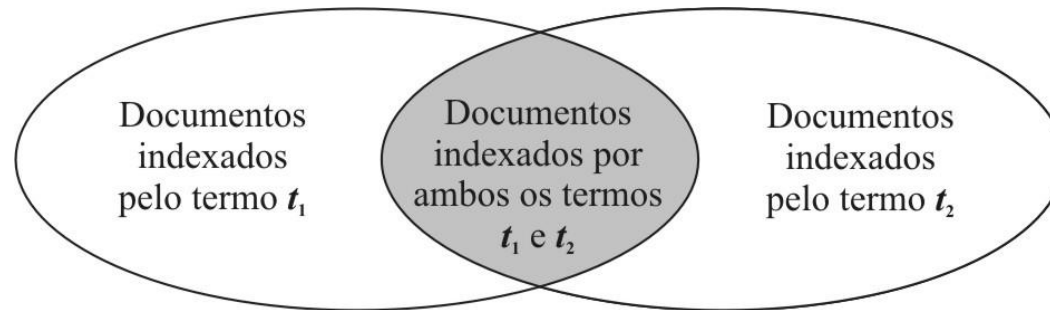 Documentos
indexados
pelo termo t₁
Documentos
indexados por
ambos os termos
t₁ e t₂
Documentos
indexados
pelo termo t₂